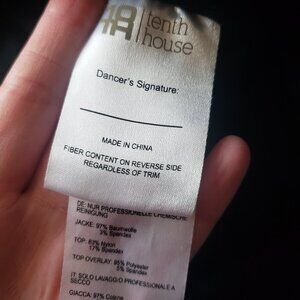 tenth
house
Dancer's Signature:
MADE IN CHINA
FIBER CONTENT ON REVERSE SIDE
REGARDLESS OF TRIM
DE: NUR PROFESSIONELLE CHEMISCHE
REINIGUNG
JACKE: 97% Baumwolle
3% Spandex
TOP: 83% Nylon
17% Spandex
TOP OVERLAY: 95% Polyester
5% Spandex
IT: SOLO LAVAGGIO PROFESSIONALE A
SECCO
GIACCA: 97% Cotone